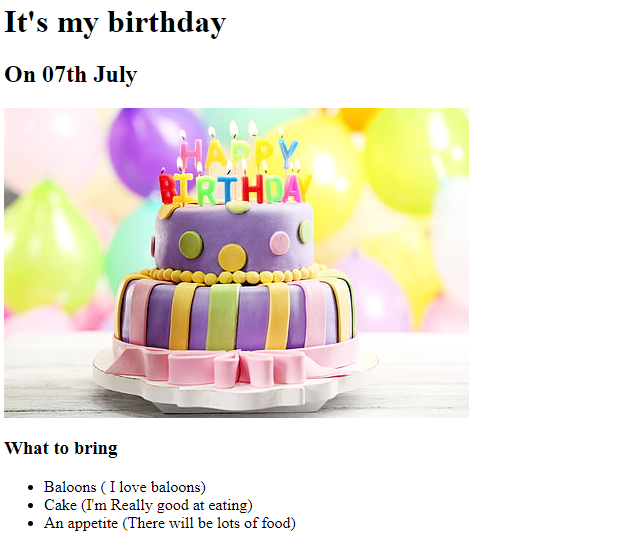 It's my birthday
On 07th July
HAPPY
BIRTHDAY
What to bring
Baloons ( I love baloons)
Cake (I'm Really good at eating)
An appetite (There will be lots of food)